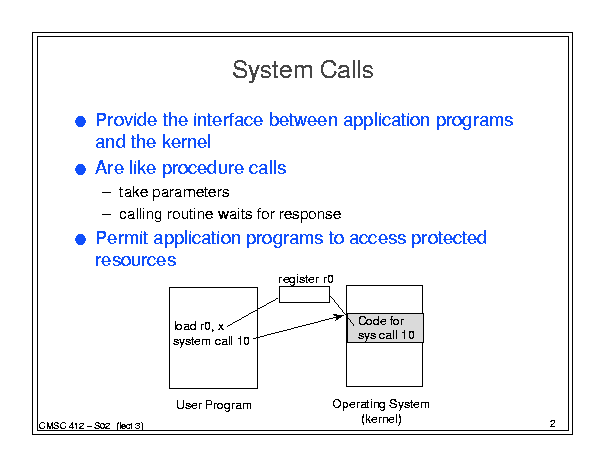 System Calls
Provide the interface between application programs
and the kernel
Are like procedure calls
– take parameters
– calling routine waits for response
Permit application programs to access protected
resources
register r0
load r0, x
system call 10
Code for
sys call 10
User Program
Operating System
(kernel)
CMSC 412 – S02 (lect 3)
2